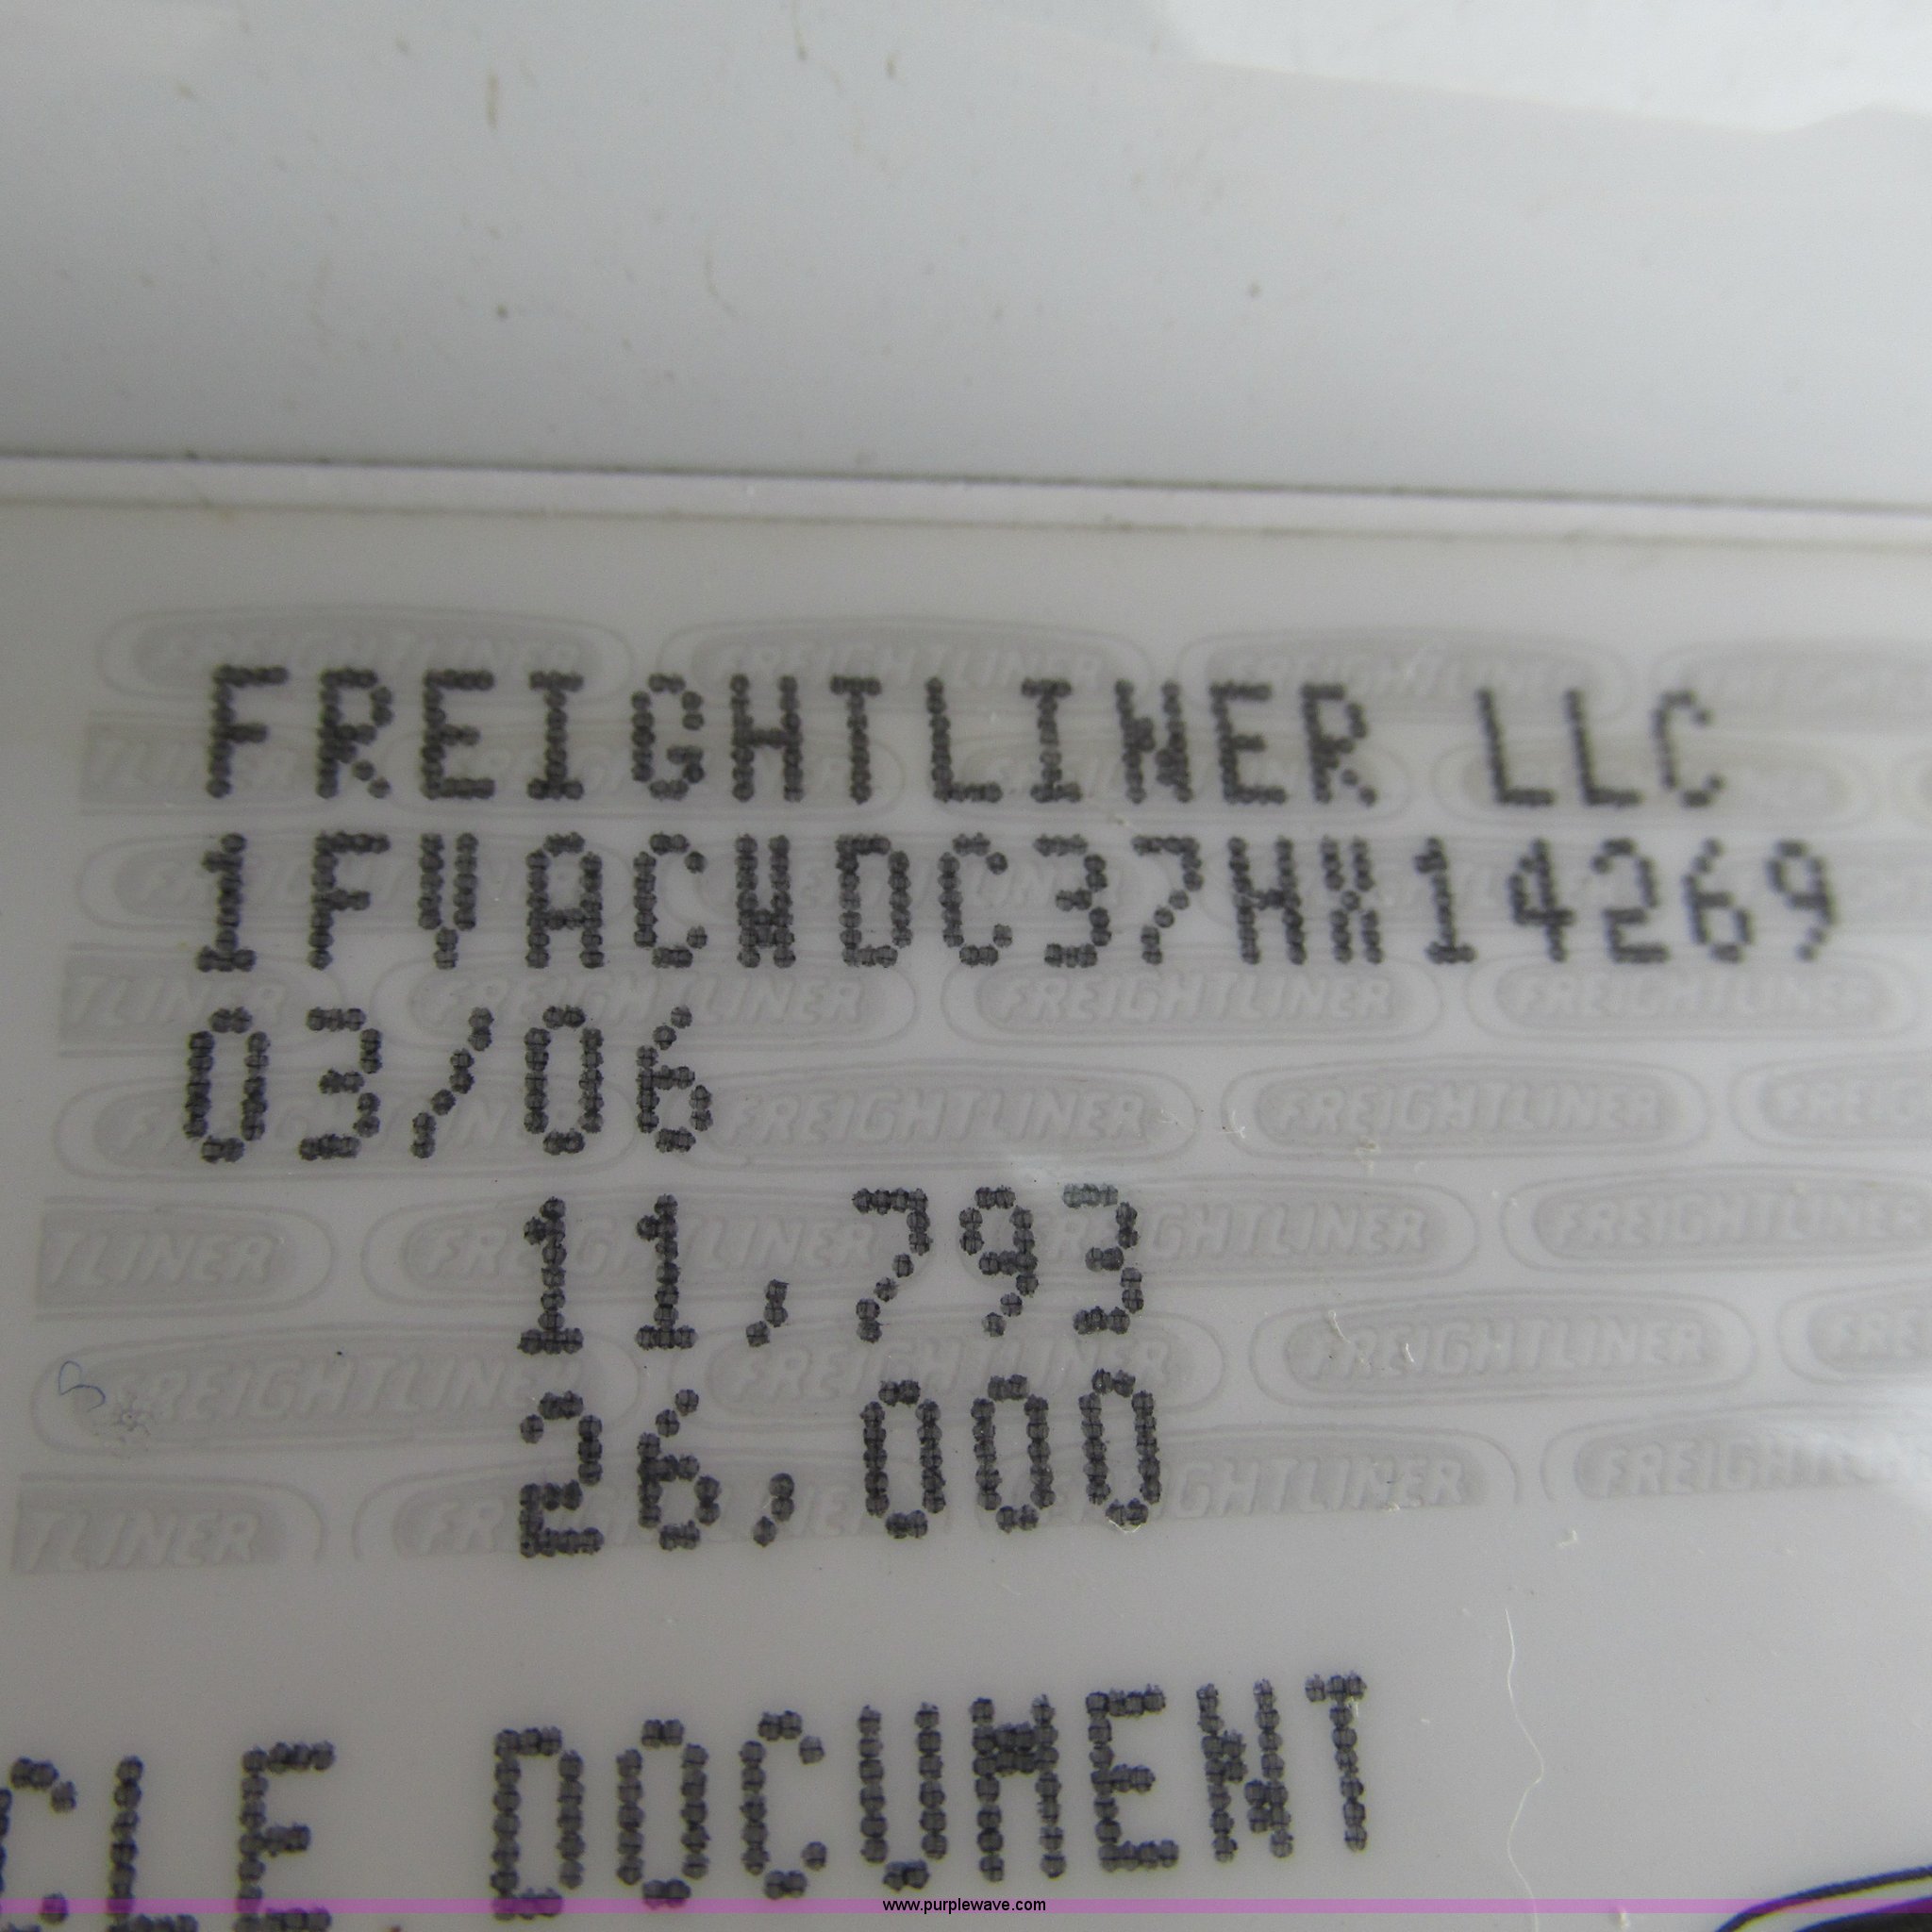 FREIGHTLINER LLC
1FVACWDC37HX14269
03/06
11,793
26,000
CLE DOCUMENT
www.purplewave.com